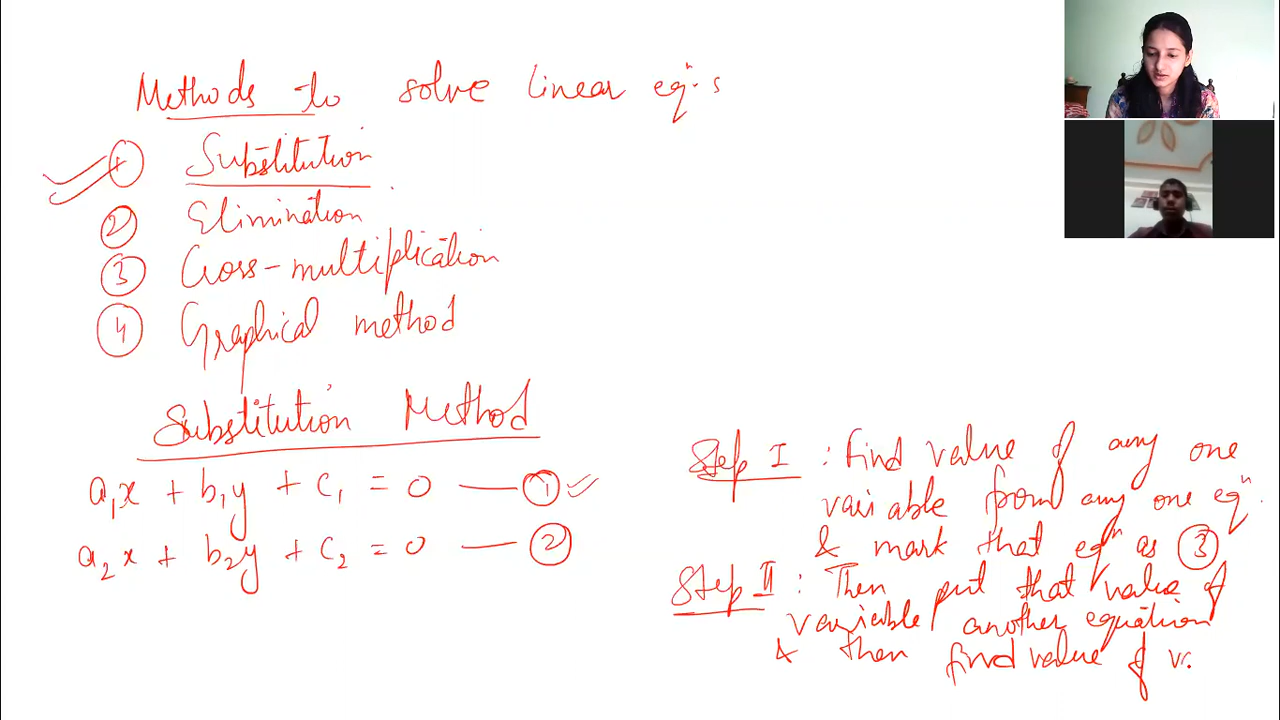 Methods to solve linear eqⁿ.s
① Substitution
② Elimination
③ Cross-multiplication
④ Graphical method
Substitution Method
a₁x + b₁y + c₁ = 0 — ①
a₂x + b₂y + c₂ = 0 — ②
Step I : Find value of any one
variable from any one eqⁿ.
& mark that eqⁿ as ③
Step II : Then put that value of
variable another equation
& then find value of va